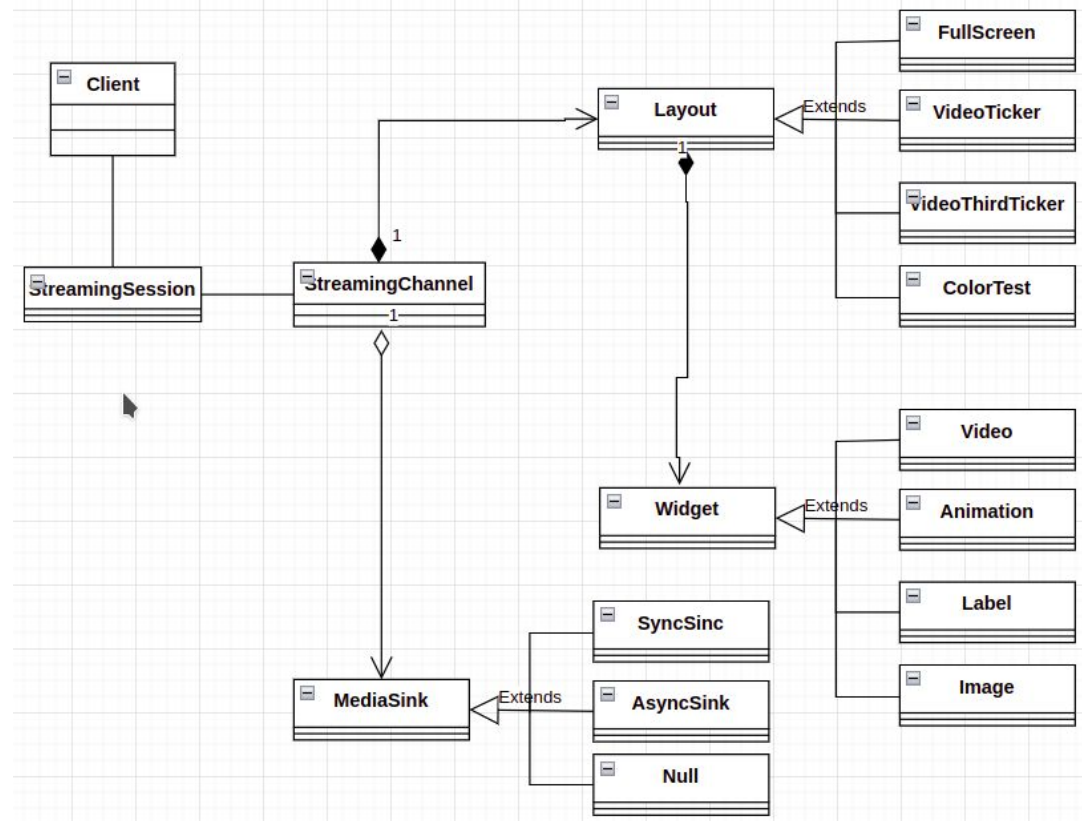 FullScreen
Client
Layout
Extends
VideoTicker
1
VideoThirdTicker
1
StreamingSession
StreamingChannel
ColorTest
1
Video
Widget
Extends
Animation
Label
SyncSinc
MediaSink
Extends
AsyncSink
Image
Null